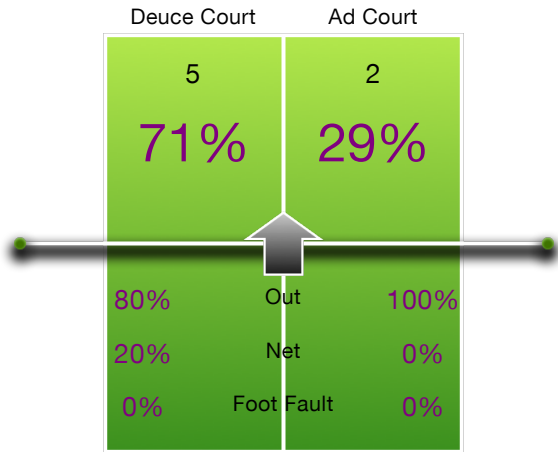 Deuce Court Ad Court
5 2
71% 29%
80% Out 100%
20% Net 0%
0% Foot Fault 0%